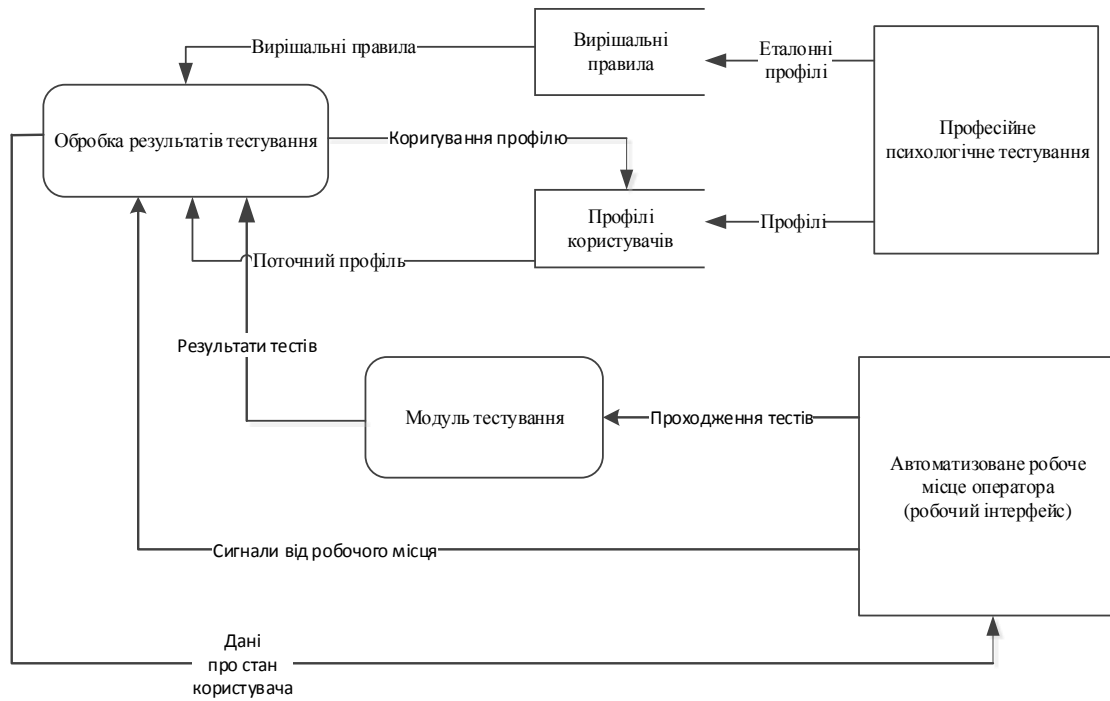 Вирішальні правила
Вирішальні
правила
Еталонні
профілі
Професійне
психологічне тестування
Обробка результатів тестування
Коригування профілю
Профілі
користувачів
Профілі
Поточний профіль
Результати тестів
Модуль тестування
Проходження тестів
Автоматизоване робоче
місце оператора
(робочий інтерфейс)
Сигнали від робочого місця
Дані
про стан
користувача